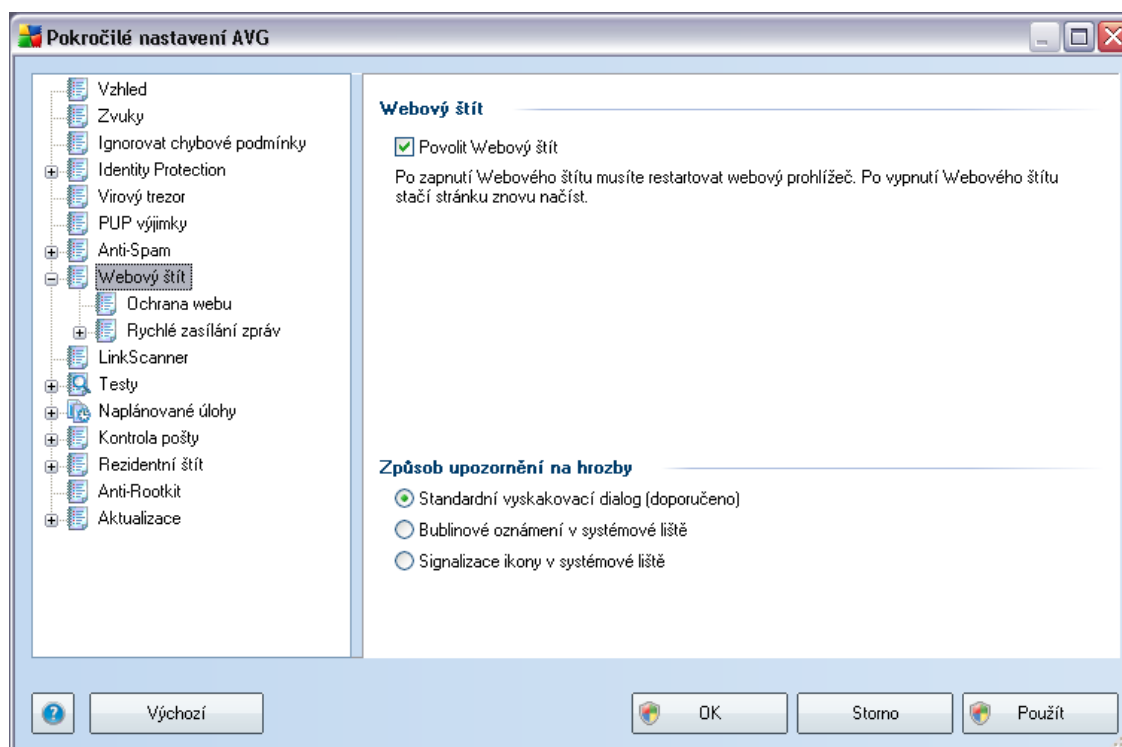 Pokročilé nastavení AVG
Vzhled
Zvuky
Ignorovat chybové podmínky
Identity Protection
Virový trezor
PUP výjimky
Anti-Spam
Webový štít
Ochrana webu
Rychlé zasílání zpráv
LinkScanner
Testy
Naplánované úlohy
Kontrola pošty
Rezidentní štít
Anti-Rootkit
Aktualizace
Webový štít
Povolit Webový štít
Po zapnutí Webového štítu musíte restartovat webový prohlížeč. Po vypnutí Webového štítu
stačí stránku znovu načíst.
Způsob upozornění na hrozby
Standardní vyskakovací dialog (doporučeno)
Bublinové oznámení v systémové liště
Signalizace ikony v systémové liště
Výchozí
OK
Storno
Použít